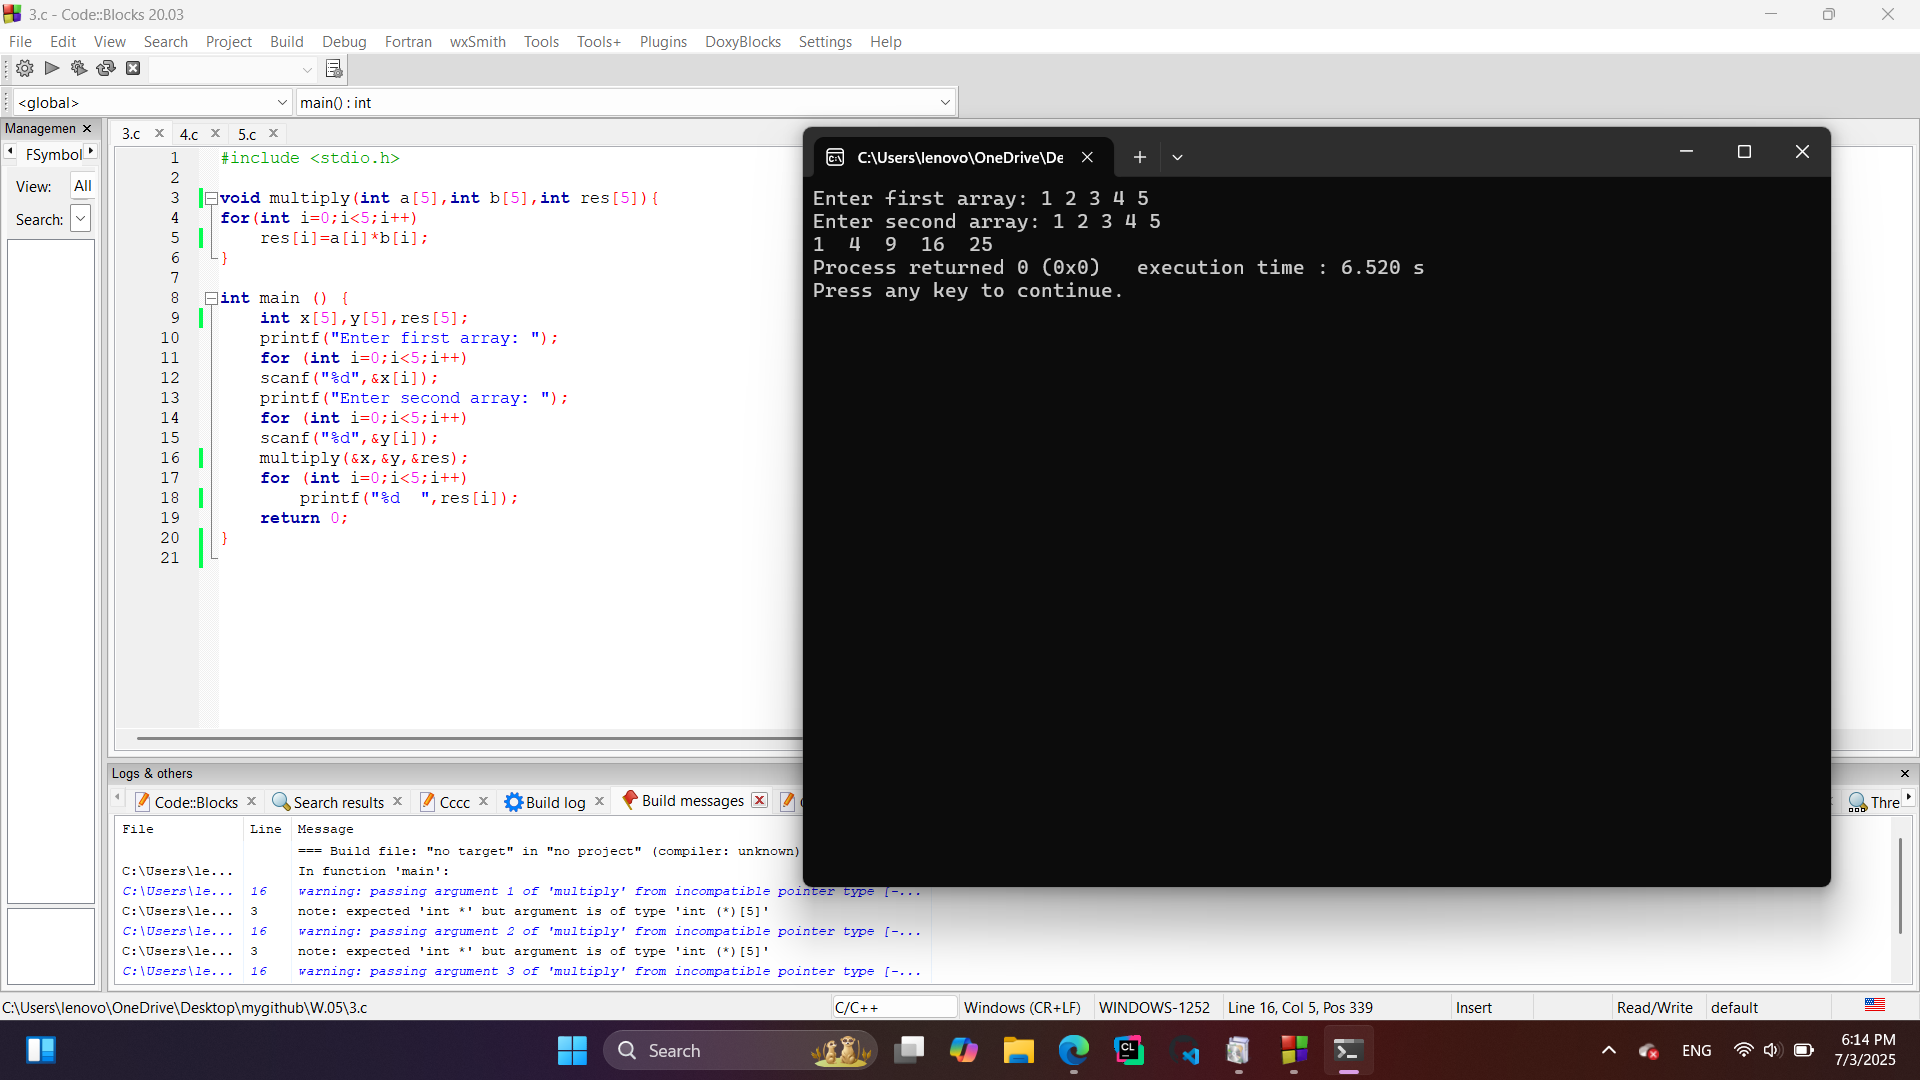 3.c - Code::Blocks 20.03
File Edit View Search Project Build Debug Fortran wxSmith Tools Tools+ Plugins DoxyBlocks Settings Help
<global>
main() : int
Managemen
FSymbol
View: All
Search:
3.c
4.c
5.c
1 #include <stdio.h>
2
3 void multiply(int a[5],int b[5],int res[5]){
4 for(int i=0;i<5;i++)
5 res[i]=a[i]*b[i];
6 }
7
8 int main () {
9 int x[5],y[5],res[5];
10 printf("Enter first array: ");
11 for (int i=0;i<5;i++)
12 scanf("%d",&x[i]);
13 printf("Enter second array: ");
14 for (int i=0;i<5;i++)
15 scanf("%d",&y[i]);
16 multiply(&x,&y,&res);
17 for (int i=0;i<5;i++)
18 printf("%d  ",res[i]);
19 return 0;
20 }
21
C:\Users\lenovo\OneDrive\De
Enter first array: 1 2 3 4 5
Enter second array: 1 2 3 4 5
1  4  9  16  25
Process returned 0 (0x0)   execution time : 6.520 s
Press any key to continue.
Logs & others
Code::Blocks
Search results
Cccc
Build log
Build messages
Thre
File Line Message
=== Build file: "no target" in "no project" (compiler: unknown)
C:\Users\le... In function 'main':
C:\Users\le... 16 warning: passing argument 1 of 'multiply' from incompatible pointer type [-...
C:\Users\le... 3 note: expected 'int *' but argument is of type 'int (*)[5]'
C:\Users\le... 16 warning: passing argument 2 of 'multiply' from incompatible pointer type [-...
C:\Users\le... 3 note: expected 'int *' but argument is of type 'int (*)[5]'
C:\Users\le... 16 warning: passing argument 3 of 'multiply' from incompatible pointer type [-...
C:\Users\lenovo\OneDrive\Desktop\mygithub\W.05\3.c
C/C++
Windows (CR+LF)
WINDOWS-1252
Line 16, Col 5, Pos 339
Insert
Read/Write
default
Search
CL
ENG
6:14 PM
7/3/2025